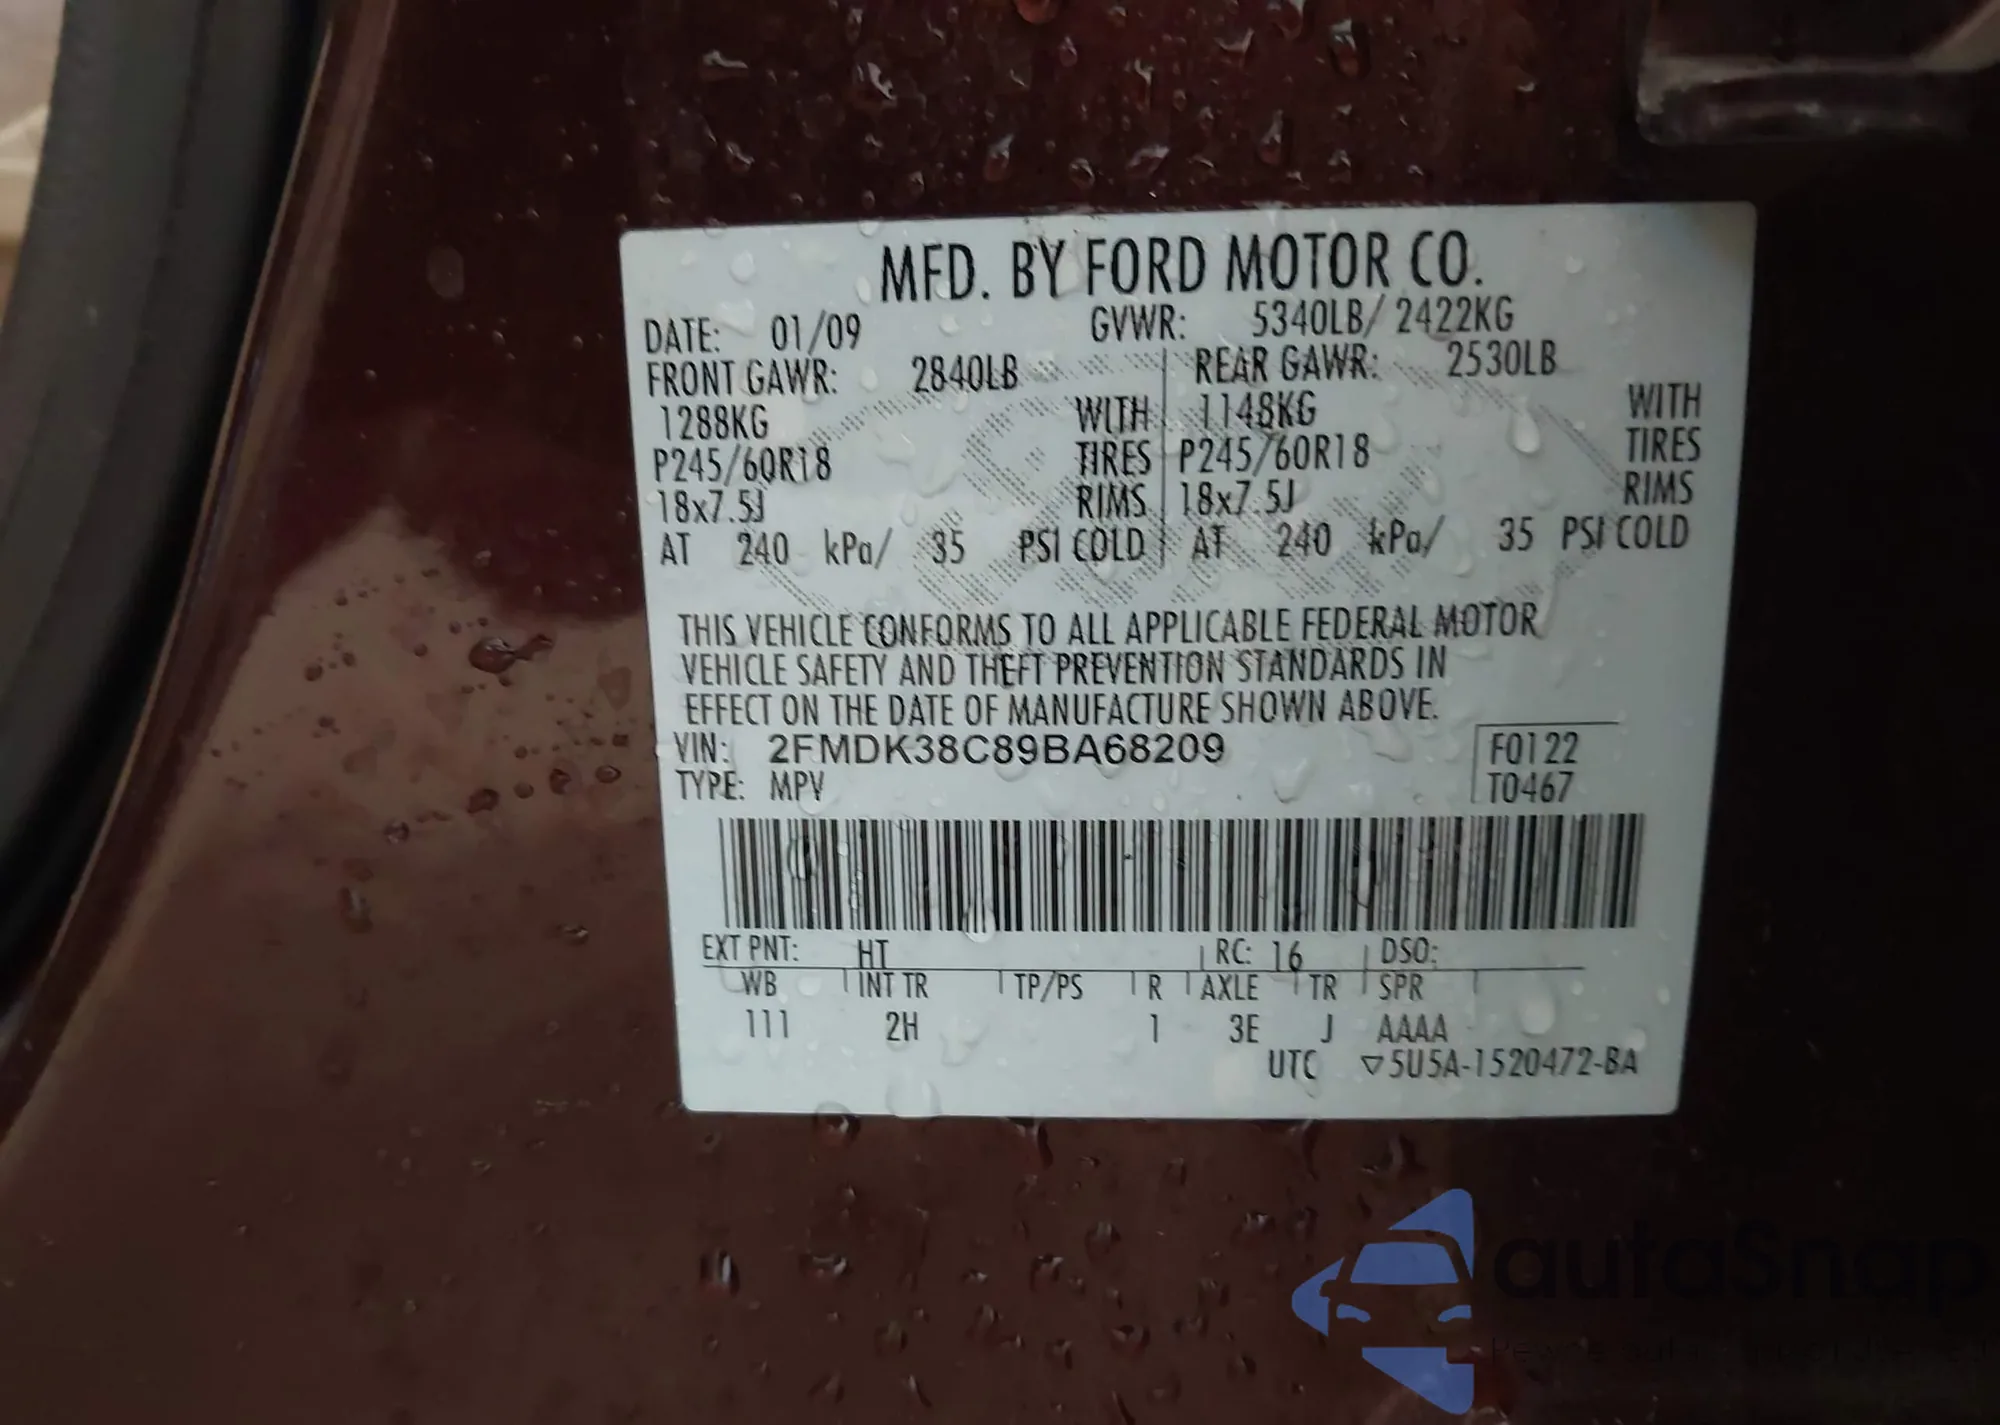 MFD. BY FORD MOTOR CO.
DATE: 01/09 GVWR: 5340LB/ 2422KG
FRONT GAWR: 2840LB REAR GAWR: 2530LB
1288KG WITH 1148KG WITH
P245/60R18 TIRES P245/60R18 TIRES
18x7.5J RIMS 18x7.5J RIMS
AT 240 kPa/ 35 PSI COLD AT 240 kPa/ 35 PSI COLD
THIS VEHICLE CONFORMS TO ALL APPLICABLE FEDERAL MOTOR
VEHICLE SAFETY AND THEFT PREVENTION STANDARDS IN
EFFECT ON THE DATE OF MANUFACTURE SHOWN ABOVE.
VIN: 2FMDK38C89BA68209 F0122
TYPE: MPV T0467
EXT PNT: HT RC: 16 DSO:
WB INT TR TP/PS R AXLE TR SPR
111 2H 1 3E J AAAA
UTC ▽5U5A-1520472-BA
autoSnap